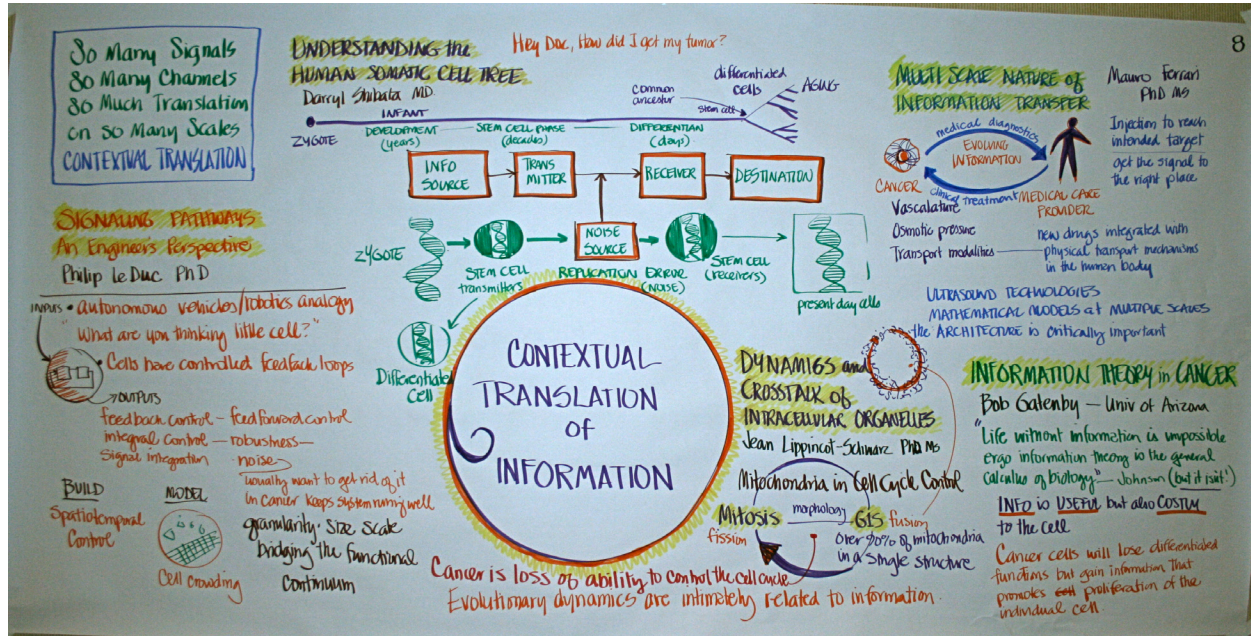 8
So Many Signals
So Many Channels
So Much Translation
on So Many Scales
CONTEXTUAL TRANSLATION
UNDERSTANDING the
HUMAN SOMATIC CELL TREE
Darryl Shibata MD
Hey Doc, How did I get my tumor?
ZYGOTE
INFANT
DEVELOPMENT
(years)
STEM CELL PHASE
(decades)
DIFFERENTIAN
(days)
common
ancestor
stem cell
differentiated
cells
AGING
INFO
SOURCE
TRANS
MITTER
RECEIVER
DESTINATION
NOISE
SOURCE
ZYGOTE
STEM CELL
transmitters
REPLICATION ERROR
(NOISE)
STEM CELL
(receivers)
present day cells
Differentiated
Cell
MULTI SCALE NATURE of
INFORMATION TRANSFER
Mauro Ferrari
PhD MS
Injection to reach
intended target
get the signal to
the right place
medical diagnostics
EVOLVING
INFORMATION
CANCER
clinical treatment
MEDICAL CARE
PROVIDER
Vascalature
Osmotic pressure
Transport modalities
new drugs integrated with
physical transport mechanisms
in the human body
ULTRASOUND TECHNOLOGIES
MATHEMATICAL MODELS at MULTIPLE SCALES
the ARCHITECTURE is critically important
SIGNALING PATHWAYS
An Engineers Perspective
Philip LeDuc PhD
INPUTS • autonomous vehicles/robotics analogy
"What are you thinking little cell?"
• Cells have controlled feedback loops
OUTPUTS
feedback control – feedforward control
integral control — robustness —
Signal integration noise
usually want to get rid of it
in cancer keeps system runing well
BUILD
Spatiotemporal
Control
MODEL
Cell crowding
granularity · Size scale
bridging the functional
continuum
CONTEXTUAL
TRANSLATION
of
INFORMATION
DYNAMIGS and
CROSSTALK of
INTRACELLULAR ORGANELLES
Jean Lippincot-Schwarz PhD MS
Mitochondria in Cell Cycle Control
Mitosis
morphology
G1S
fission
fusion
Over 90% of mitochondria
in a single structure
Cancer is loss of ability to control the cell cycle
Evolutionary dynamics are intimately related to information.
INFORMATION THEORY in CANCER
Bob Gatenby — Univ of Arizona
"Life without information is impossible
ergo information theory is the general
calculus of biology" — Johnson (but it isn't!)
INFO is USEFUL but also COSTLY
to the cell
Cancer cells will lose differentiated
functions but gain information that
promotes proliferation of the
individual cell.